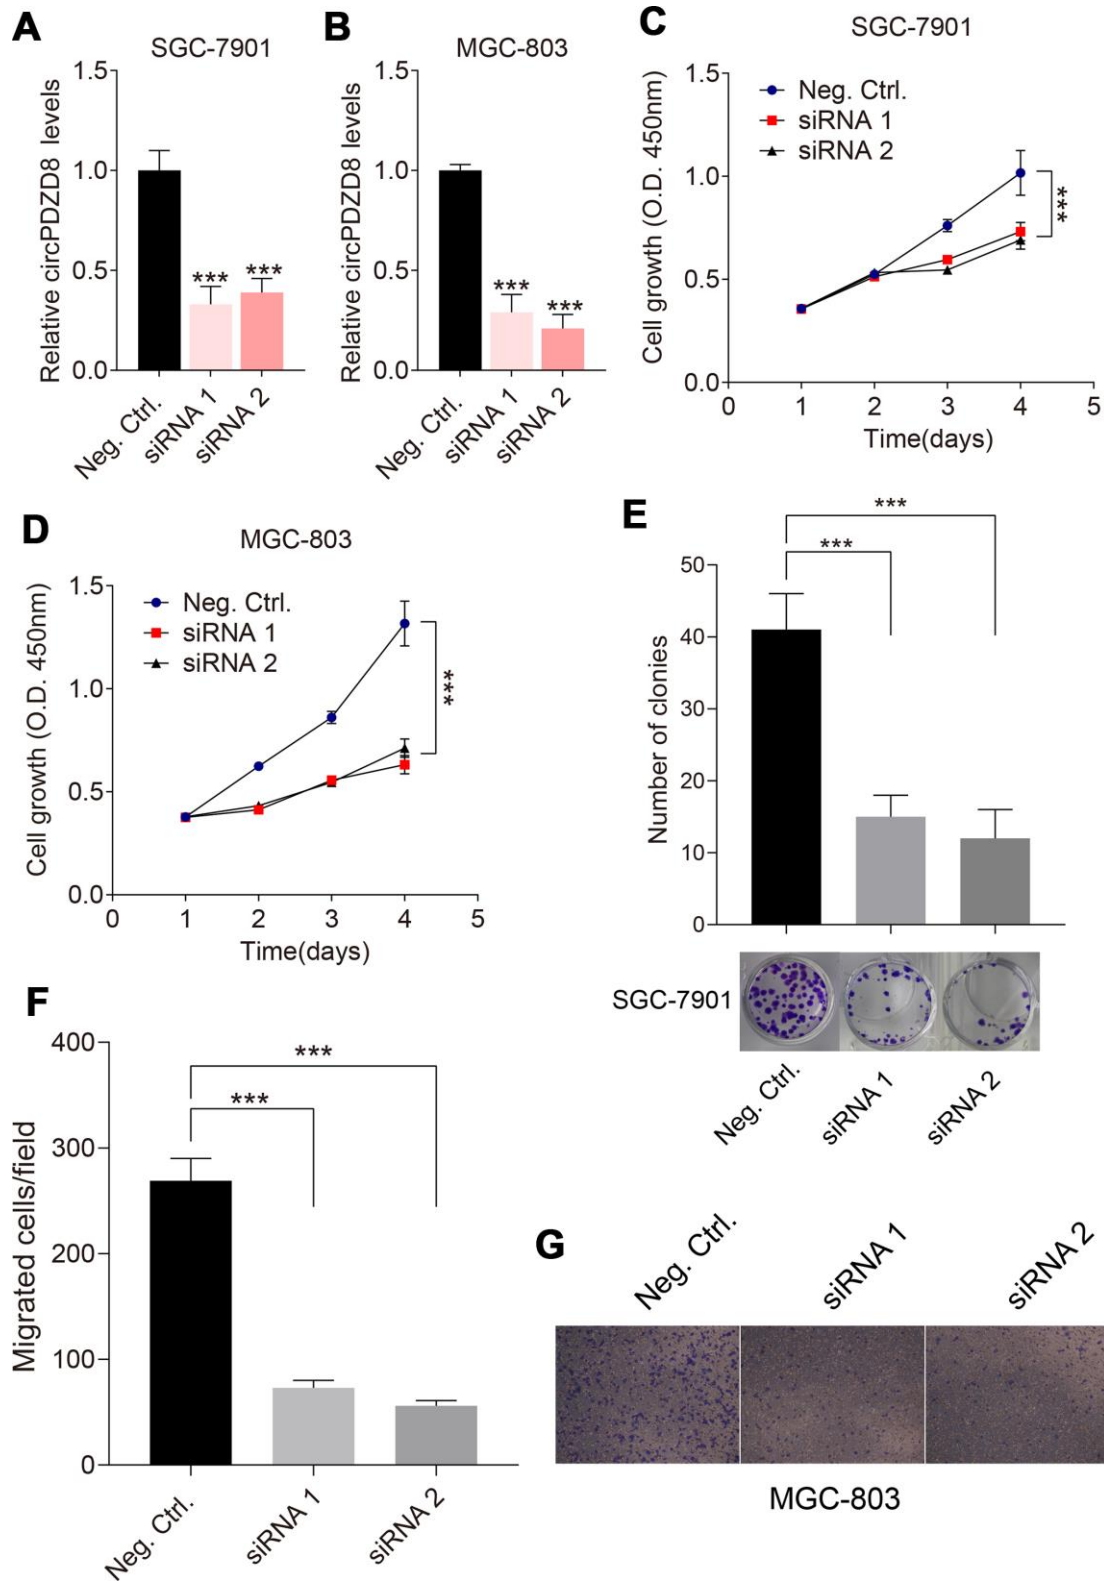 A
SGC-7901
Relative circPDZD8 levels
1.5
1.0
0.5
0.0
***
***
Neg. Ctrl.
siRNA 1
siRNA 2
B
MGC-803
Relative circPDZD8 levels
1.5
1.0
0.5
0.0
***
***
Neg. Ctrl.
siRNA 1
siRNA 2
C
SGC-7901
Cell growth (O.D. 450nm)
1.5
1.0
0.5
0.0
Neg. Ctrl.
siRNA 1
siRNA 2
***
0 1 2 3 4 5
Time(days)
D
MGC-803
Cell growth (O.D. 450nm)
1.5
1.0
0.5
0.0
Neg. Ctrl.
siRNA 1
siRNA 2
***
0 1 2 3 4 5
Time(days)
E
Number of clonies
50
40
30
20
10
0
***
***
SGC-7901
Neg. Ctrl.
siRNA 1
siRNA 2
F
Migrated cells/field
400
300
200
100
0
***
***
Neg. Ctrl.
siRNA 1
siRNA 2
G
Neg. Ctrl.
siRNA 1
siRNA 2
MGC-803